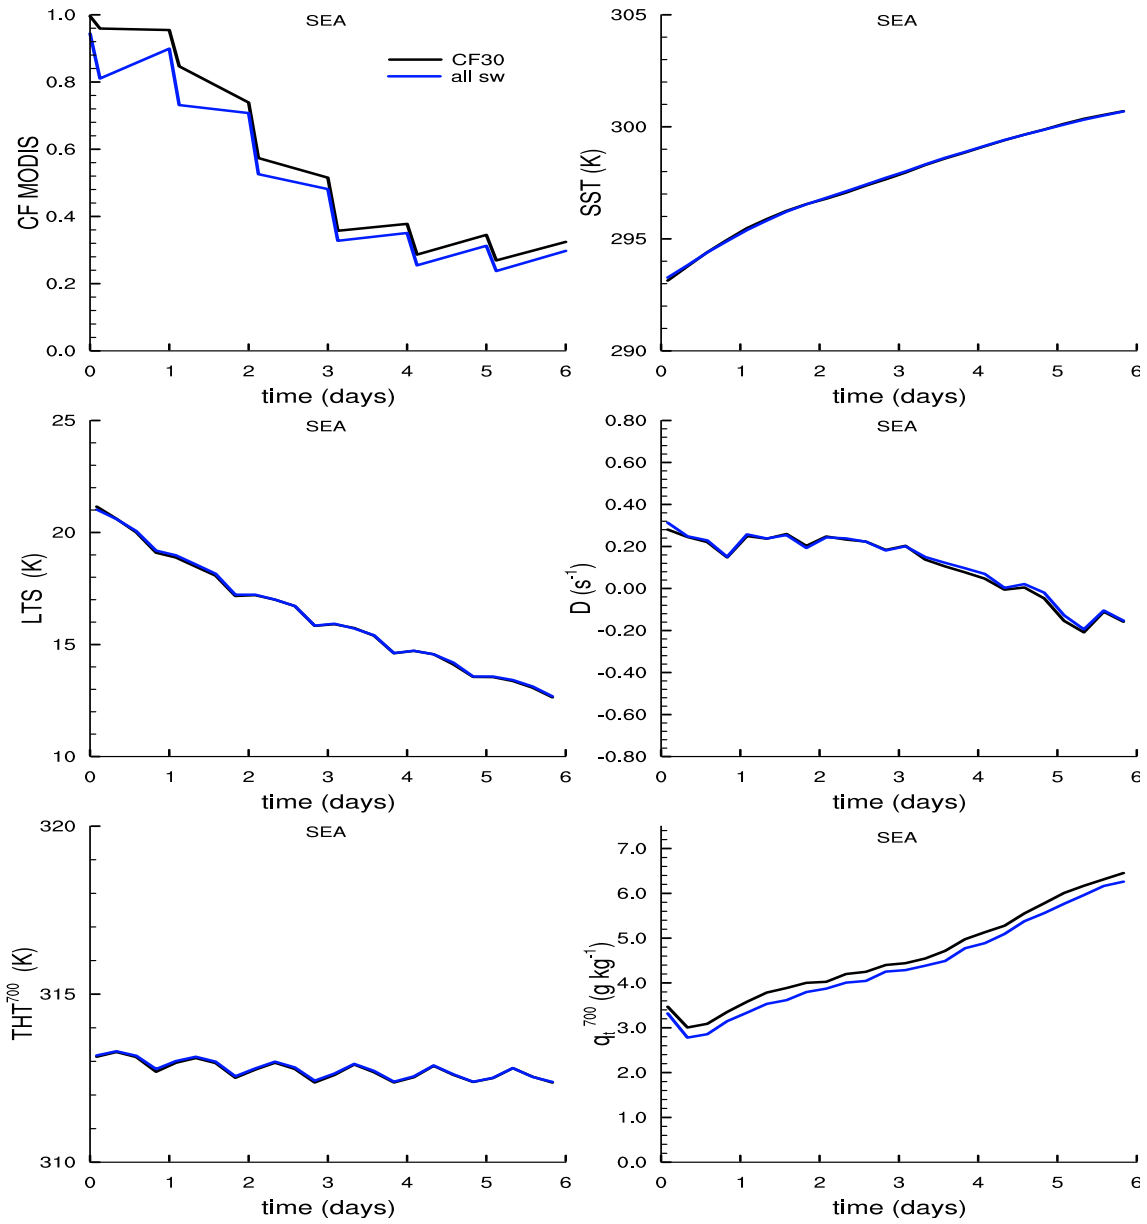 SEA
1.0
0.8
0.6
0.4
0.2
0.0
CF MODIS
CF30
all sw
0 1 2 3 4 5 6
time (days)
SEA
305
300
295
290
SST (K)
0 1 2 3 4 5 6
time (days)
SEA
25
20
15
10
LTS (K)
0 1 2 3 4 5 6
time (days)
SEA
0.80
0.60
0.40
0.20
0.00
-0.20
-0.40
-0.60
-0.80
D (s⁻¹)
0 1 2 3 4 5 6
time (days)
SEA
320
315
310
THT⁷⁰⁰ (K)
0 1 2 3 4 5 6
time (days)
SEA
7.0
6.0
5.0
4.0
3.0
2.0
1.0
0.0
qₜ⁷⁰⁰ (g kg⁻¹)
0 1 2 3 4 5 6
time (days)